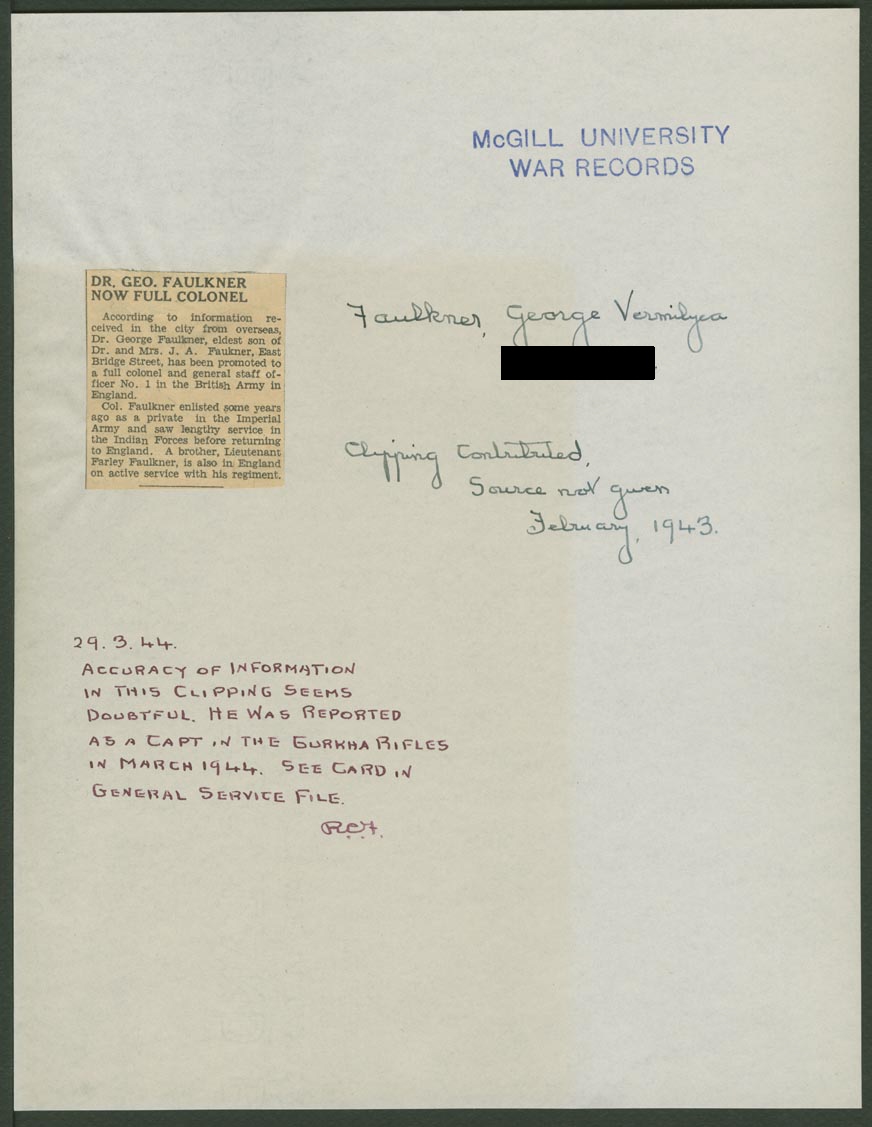 McGILL UNIVERSITY
WAR RECORDS
DR. GEO. FAULKNER
NOW FULL COLONEL
According to information re-
ceived in the city from overseas,
Dr. George Faulkner, eldest son of
Dr. and Mrs. J. A. Faulkner, East
Bridge Street, has been promoted to
a full colonel and general staff of-
ficer No. 1 in the British Army in
England.
Col. Faulkner enlisted some years
ago as a private in the Imperial
Army and saw lengthy service in
the Indian Forces before returning
to England. A brother, Lieutenant
Farley Faulkner, is also in England
on active service with his regiment.
Faulkner, George Vermilyea
Clipping Contributed,
Source not given
February, 1943.
29.3.44.
ACCURACY OF INFORMATION
IN THIS CLIPPING SEEMS
DOUBTFUL. HE WAS REPORTED
AS A CAPT IN THE GURKHA RIFLES
IN MARCH 1944. SEE CARD IN
GENERAL SERVICE FILE.